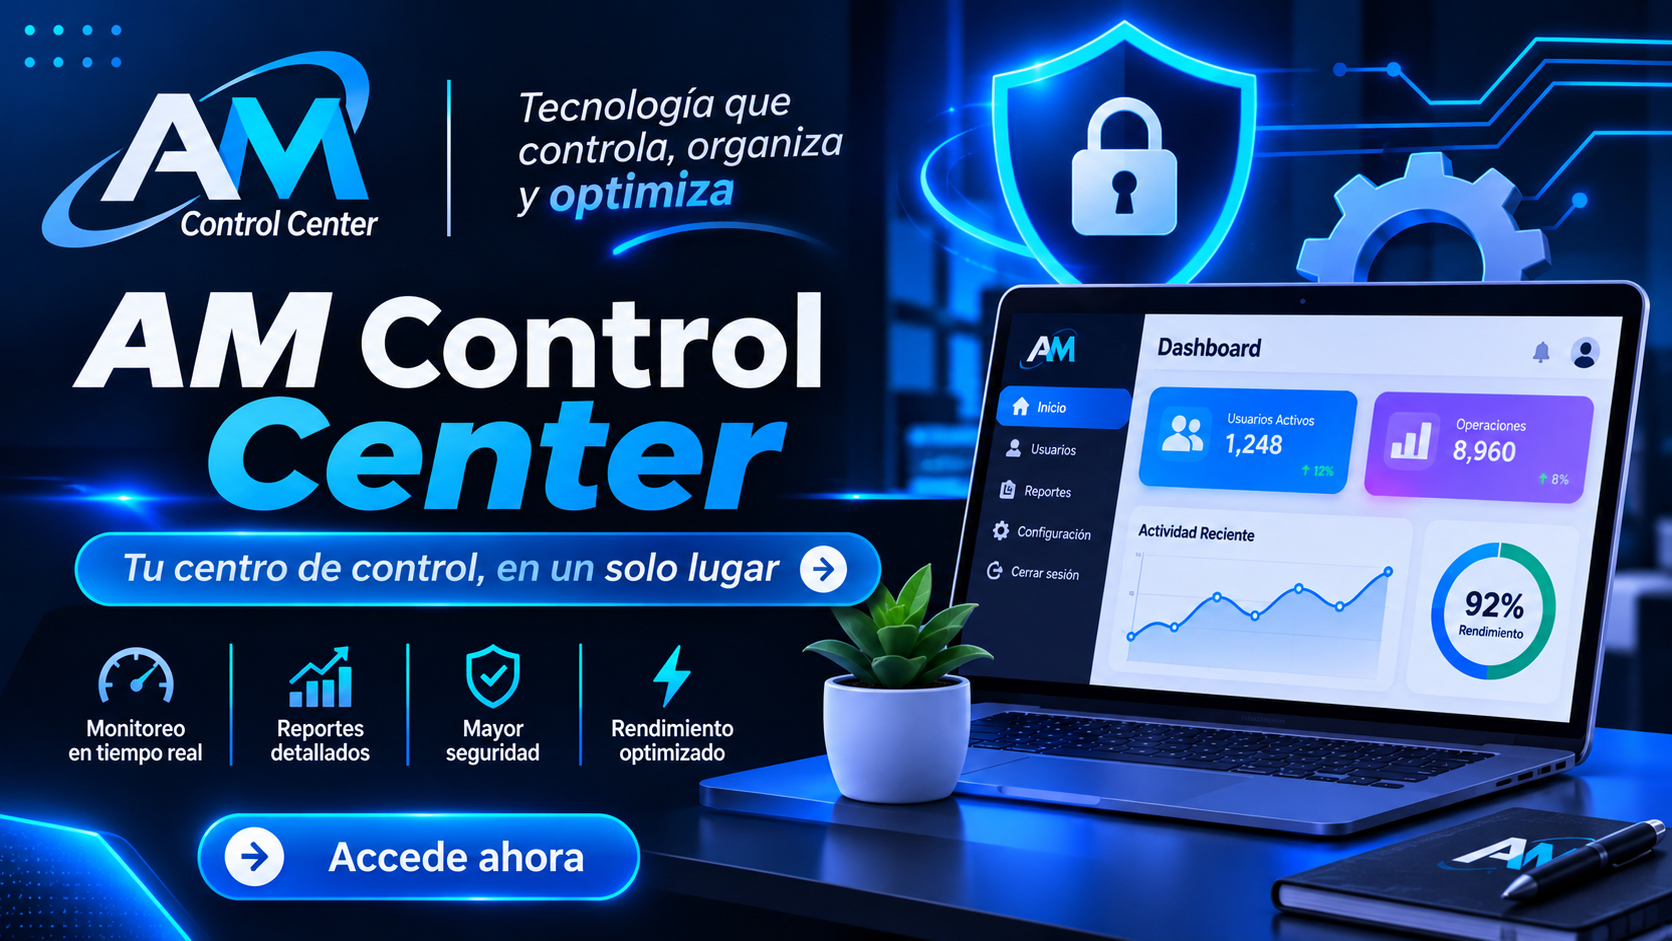 AM
Control Center
Tecnología que
controla, organiza
y optimiza
AM Control
Center
Tu centro de control, en un solo lugar
Monitoreo
en tiempo real
Reportes
detallados
Mayor
seguridad
Rendimiento
optimizado
Accede ahora
AM
Inicio
Usuarios
Reportes
Configuración
Cerrar sesión
Dashboard
Usuarios Activos
1,248
12%
Operaciones
8,960
8%
Actividad Reciente
92%
Rendimiento
AM